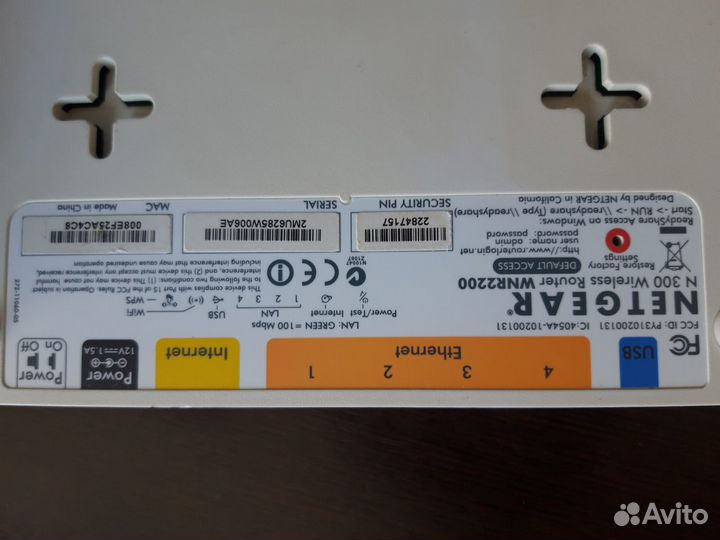 FCC ID: PY310200131
IC:4054A-10200131
NETGEAR®
N 300 Wireless Router WNR2200
Restore Factory
Settings
DEFAULT ACCESS
http://www.routerlogin.net
user name: admin
password: password
ReadyShare Access on Windows:
Start -> RUN -> (Type \\readyshare)
Designed by NETGEAR in California
USB
Ethernet
4
3
2
1
Internet
Power
12V 1.5A
Power
On Off
LAN: GREEN = 100 Mbps
Power/Test Internet
1 2 3 4
LAN
USB
WiFi
WPS
This device complies with Part 15 of the FCC Rules. Operation is subject
to the following two conditions: (1) This device may not cause harmful
interference, and (2) this device must accept any interference received,
including interference that may cause undesired operation
N10947
CE
SECURITY PIN
22847157
SERIAL
2MU6285W006AE
MAC
008EF25ACAC8
Made in China
272-11060-05
Avito